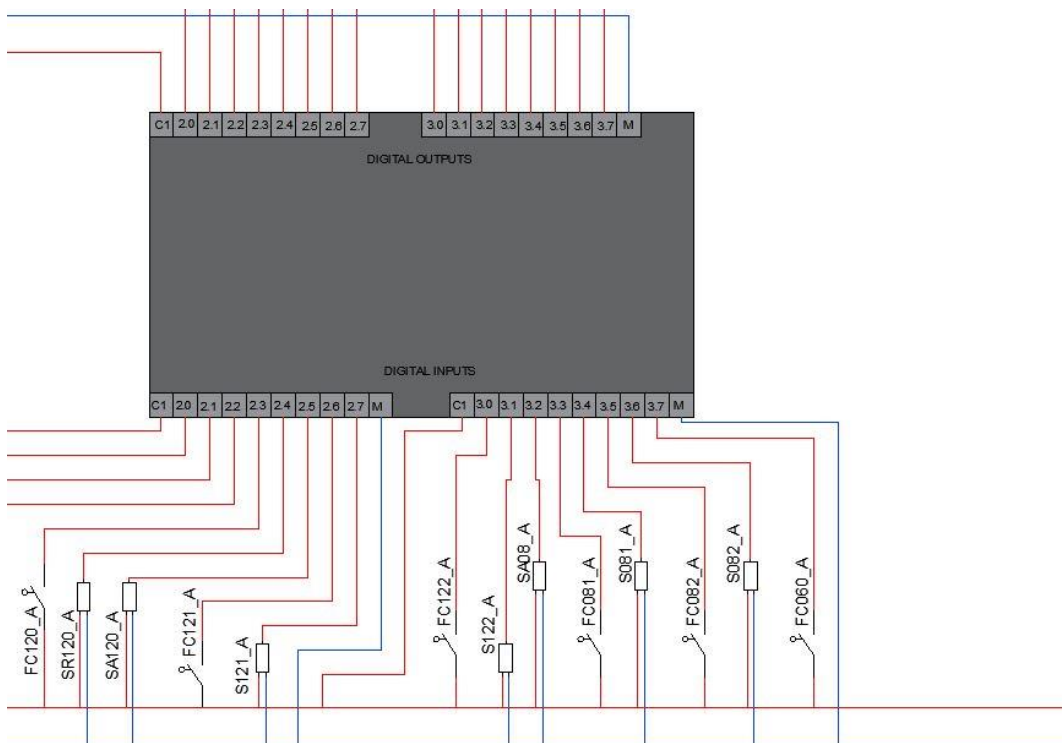 C1 2.0 2.1 2.2 2.3 2.4 2.5 2.6 2.7 3.0 3.1 3.2 3.3 3.4 3.5 3.6 3.7 M
DIGITAL OUTPUTS
DIGITAL INPUTS
C1 2.0 2.1 2.2 2.3 2.4 2.5 2.6 2.7 M C1 3.0 3.1 3.2 3.3 3.4 3.5 3.6 3.7 M
FC120_A
SR120_A
SA120_A
FC121_A
S121_A
FC122_A
S122_A
SA08_A
FC081_A
S081_A
FC082_A
S082_A
FC060_A